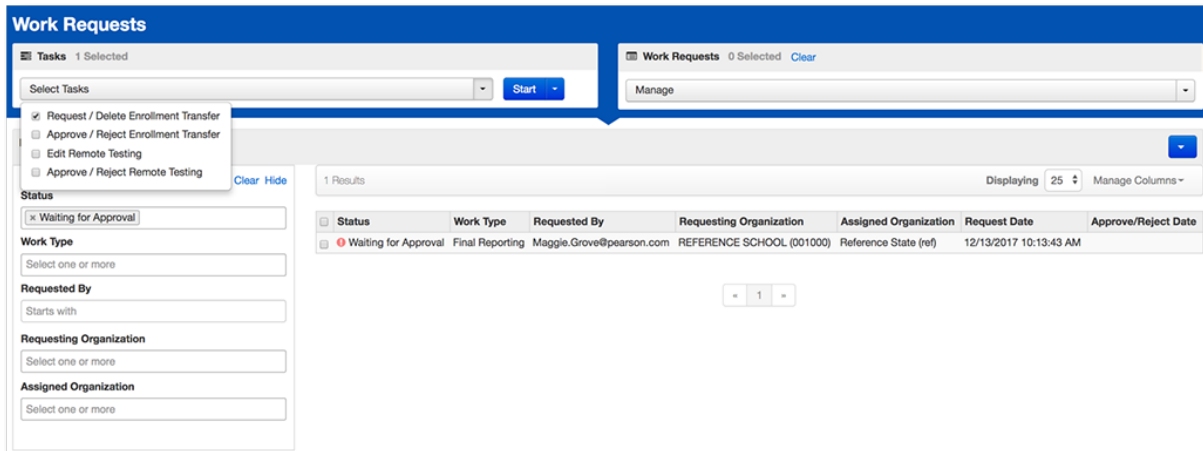 Work Requests
Tasks 1 Selected
Work Requests 0 Selected Clear
Select Tasks
Start
Manage
Request / Delete Enrollment Transfer
Approve / Reject Enrollment Transfer
Edit Remote Testing
Approve / Reject Remote Testing
Clear Hide
1 Results
Displaying 25
Manage Columns
Status
× Waiting for Approval
Status Work Type Requested By Requesting Organization Assigned Organization Request Date Approve/Reject Date
Waiting for Approval Final Reporting Maggie.Grove@pearson.com REFERENCE SCHOOL (001000) Reference State (ref) 12/13/2017 10:13:43 AM
Work Type
Select one or more
Requested By
Starts with
« 1 »
Requesting Organization
Select one or more
Assigned Organization
Select one or more